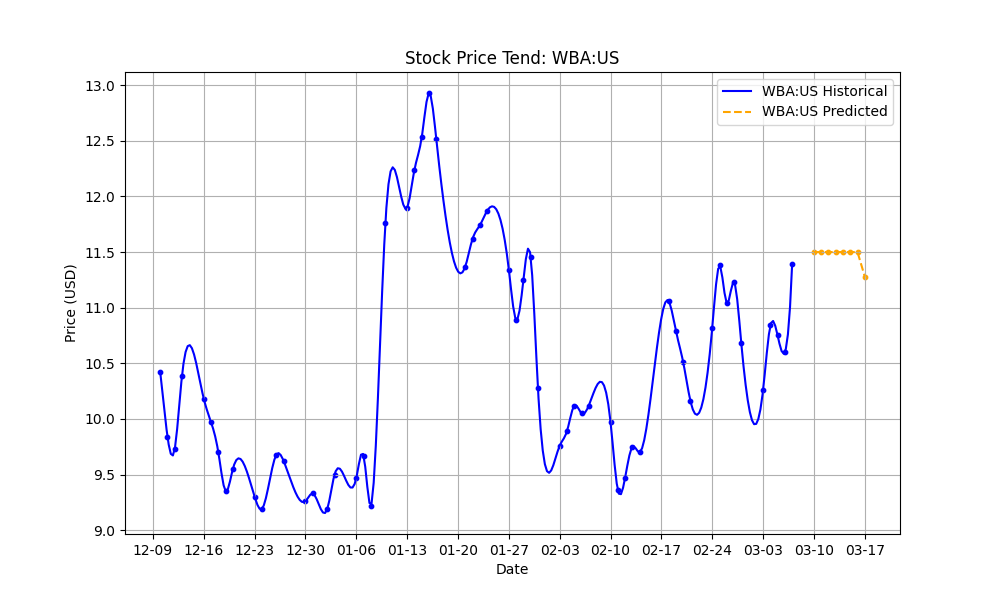 Stock Price Tend: WBA:US
WBA:US Historical
WBA:US Predicted
Price (USD)
13.0
12.5
12.0
11.5
11.0
10.5
10.0
9.5
9.0
12-09 12-16 12-23 12-30 01-06 01-13 01-20 01-27 02-03 02-10 02-17 02-24 03-03 03-10 03-17
Date